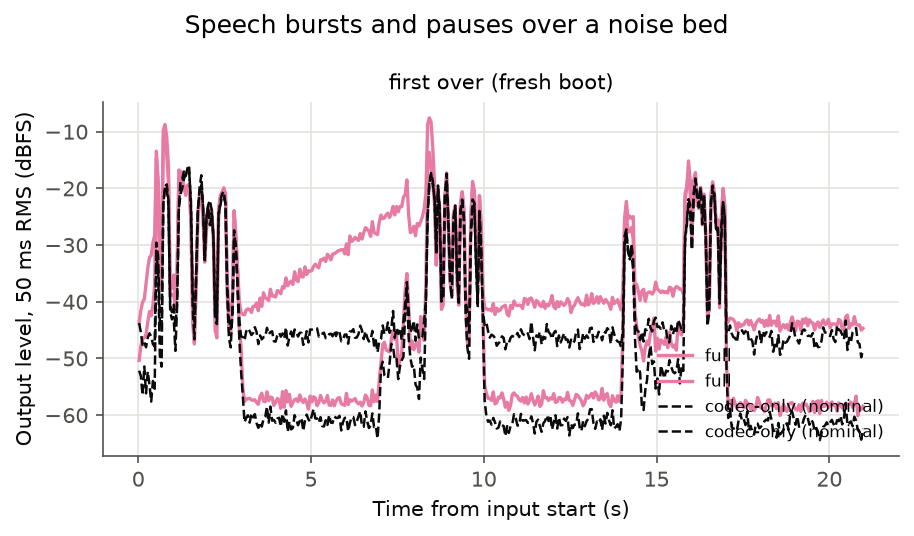 Speech bursts and pauses over a noise bed
first over (fresh boot)
Output level, 50 ms RMS (dBFS)
−10
−20
−30
−40
−50
−60
full
full
codec-only (nominal)
codec-only (nominal)
0
5
10
15
20
Time from input start (s)